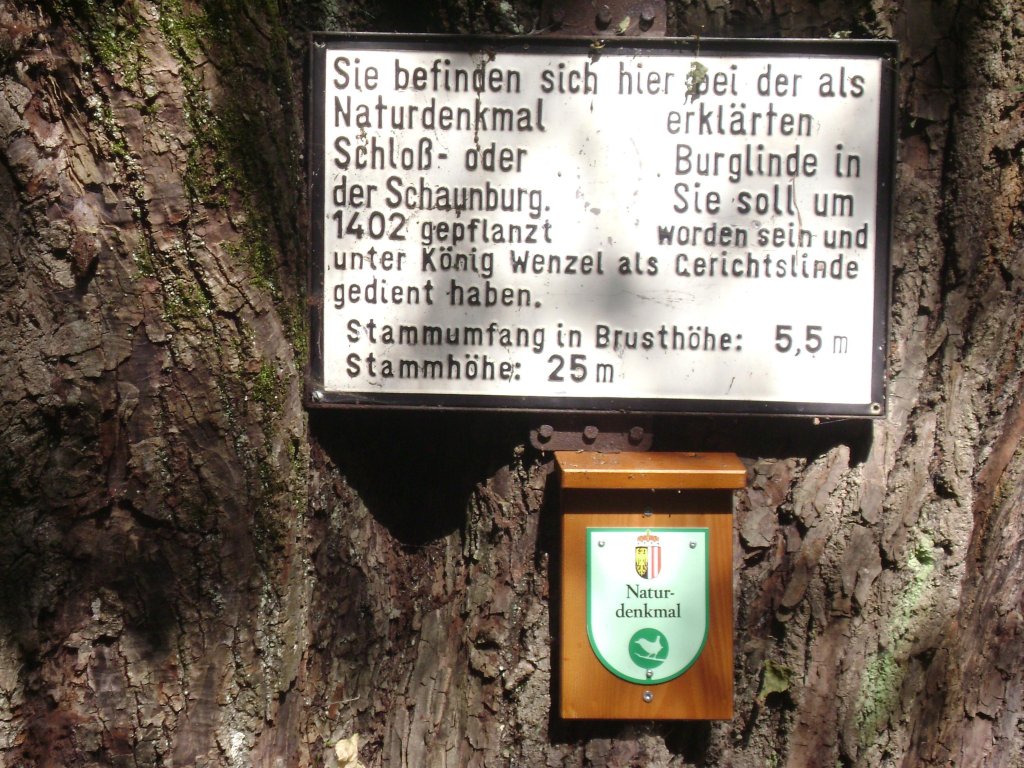 Sie befinden sich hier bei der als
Naturdenkmal erklärten
Schloß- oder Burglinde in
der Schaunburg. Sie soll um
1402 gepflanzt worden sein und
unter König Wenzel als Gerichtslinde
gedient haben.
Stammumfang in Brusthöhe: 5,5 m
Stammhöhe: 25 m
Natur-
denkmal